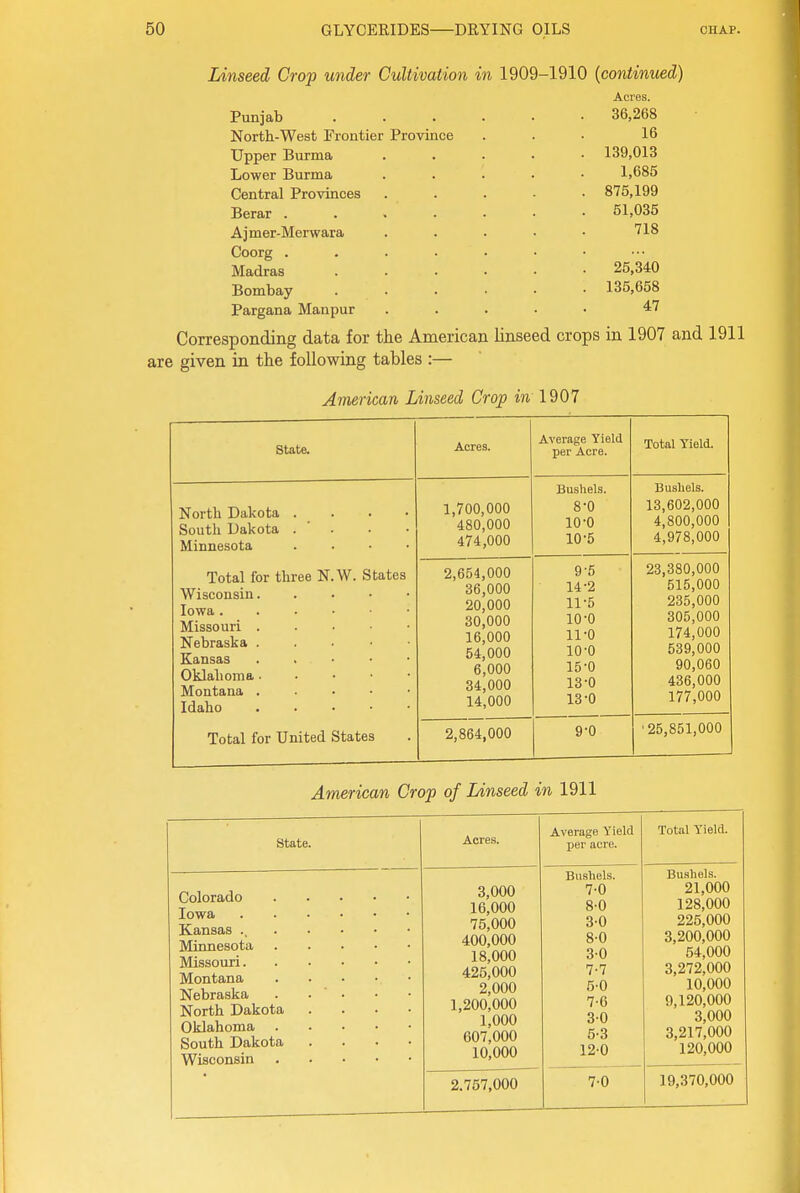 50 GLYCERIDES—DRYING OILS CHAP.
Linseed Crop under Cultivation in 1909-1910 (continued)
Acres.
Punjab . . . . . . 36,268
North-West Frontier Province . . . 16
Upper Burma . . . . . 139,013
Lower Burma . . . . . 1,685
Central Provinces . . . . . 875,199
Berar . . . . . . . 51,035
Ajmer-Merwara . . . . . 718
Coorg . . . . . . . ...
Madras . . . . . . 25,340
Bombay . . . . . . 135,658
Pargana Manpur . . . . . 47
Corresponding data for the American linseed crops in 1907 and 1911
are given in the following tables :—
American Linseed Crop in 1907
State. Acres. Average Yield per Acre. Total Yield.
Bushels. Bushels.
North Dakota . . . . 1,700,000 8·0 13,602,000
South Dakota . . . . 480,000 10·0 4,800,000
Minnesota . . . . 474,000 10·5 4,978,000
Total for three N.W. States 2,654,000 9·5 23,380,000
Wisconsin. . . . . 36,000 14·2 515,000
Iowa . . . . . . 20,000 11·5 235,000
Missouri . . . . . 30,000 10·0 305,000
Nebraska . . . . . 16,000 11·0 174,000
Kansas . . . . . 54,000 10·0 539,000
Oklahoma . . . . . 6,000 15·0 90,060
Montana . . . . . 34,000 13·0 436,000
Idaho . . . . . 14,000 13·0 177,000
Total for United States . 2,864,000 9·0 25,851,000
American Crop of Linseed in 1911
State. Acres. Average Yield per acre. Total Yield.
Bushels. Bushels.
Colorado . . . . . 3,000 7·0 21,000
Iowa . . . . . . 16,000 8·0 128,000
Kansas . . . . . . 75,000 3·0 225,000
Minnesota . . . . . 400,000 8·0 3,200,000
Missouri. . . . . . 18,000 3·0 54,000
Montana . . . . . 425,000 7·7 3,272,000
Nebraska . . . . . 2,000 5·0 10,000
North Dakota . . . . 1,200,000 7·6 9,120,000
Oklahoma . . . . . 1,000 3·0 3,000
South Dakota . . . . 607,000 5·3 3,217,000
Wisconsin . . . . . 10,000 12·0 120,000
2,757,000 7·0 19,370,000